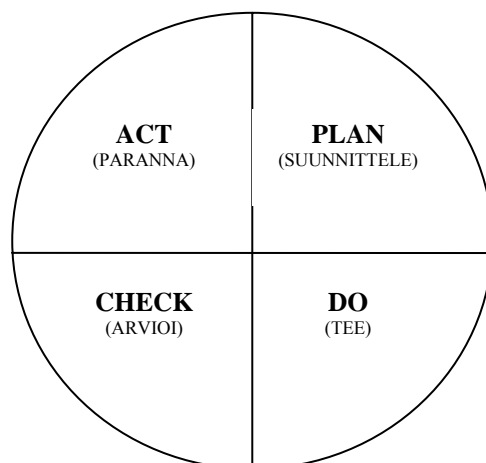 ACT
(PARANNA)
PLAN
(SUUNNITTELE)
CHECK
(ARVIOI)
DO
(TEE)